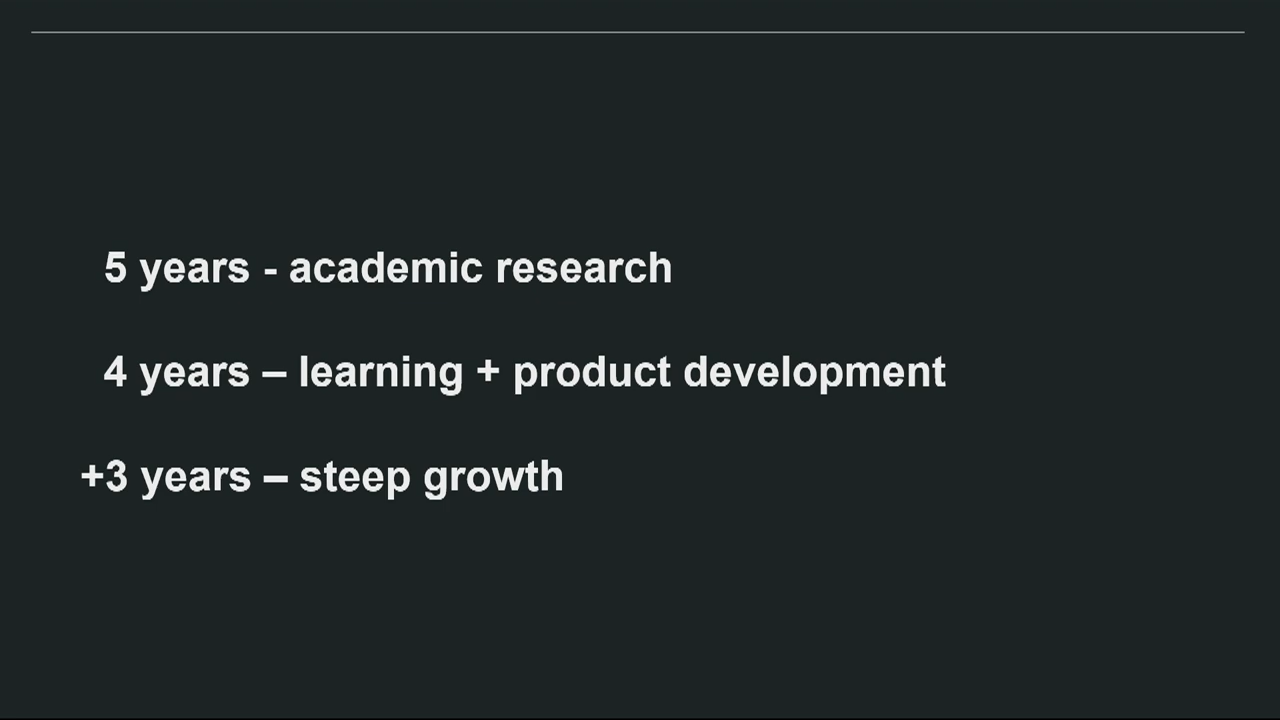 5 years - academic research
4 years – learning + product development
+3 years – steep growth